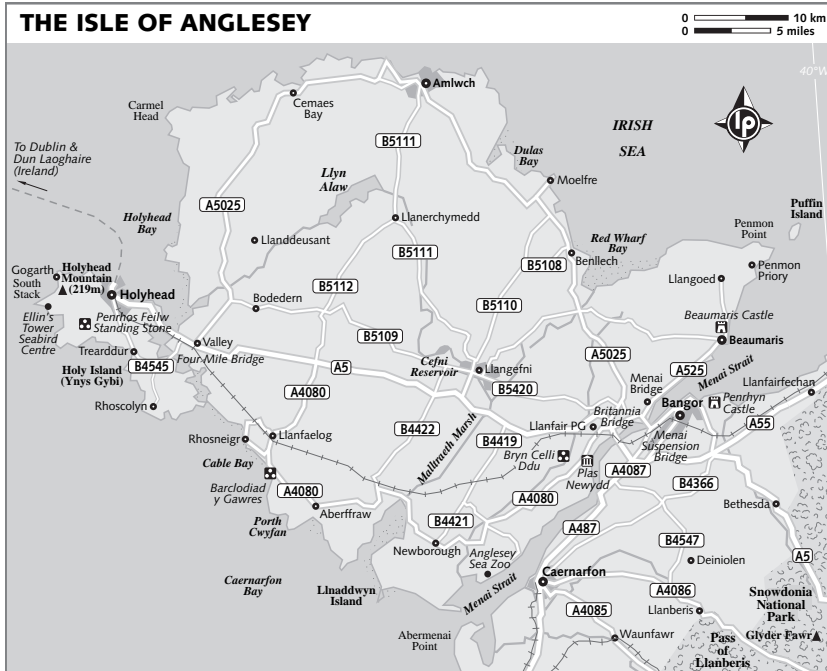 THE ISLE OF ANGLESEY
0 10 km
0 5 miles
40°W
Amlwch
Cemaes
Bay
Carmel
Head
IRISH
SEA
lp
To Dublin &
Dun Laoghaire
(Ireland)
B5111
Dulas
Bay
Llyn
Alaw
Moelfre
A5025
Puffin
Island
Holyhead
Bay
Llanerchymedd
Penmon
Point
Llanddeusant
B5111
Red Wharf
Bay
Benllech
B5108
Penmon
Priory
Gogarth
South
Stack
Holyhead
Mountain
(219m)
Holyhead
Llangoed
B5112
Bodedern
B5110
Ellin's
Tower
Seabird
Centre
Penrhos Feilw
Standing Stone
Beaumaris Castle
B5109
Beaumaris
Valley
Four Mile Bridge
Trearddur
B4545
Holy Island
(Ynys Gybi)
A5
Cefni
Reservoir
Llangefni
A5025
A525
Menai Strait
Llanfairfechan
A4080
B5420
Menai
Bridge
Penrhyn
Castle
Bangor
Rhoscolyn
Britannia
Bridge
Llanfair PG
A55
B4422
Malltraeth Marsh
B4419
Menai
Suspension
Bridge
Rhosneigr
Llanfaelog
Bryn Celli
Ddu
Plas
Newydd
A4087
Cable Bay
B4366
Barclodiad
y Gawres
A4080
A4080
Bethesda
Aberffraw
Porth
Cwyfan
B4421
A487
B4547
Newborough
Anglesey
Sea Zoo
A5
Deiniolen
Caernarfon
Caernarfon
Bay
Llnaddwyn
Island
Menai Strait
A4086
Snowdonia
National
Park
A4085
Llanberis
Abermenai
Point
Waunfawr
Pass
of
Llanberis
Glyder Fawr